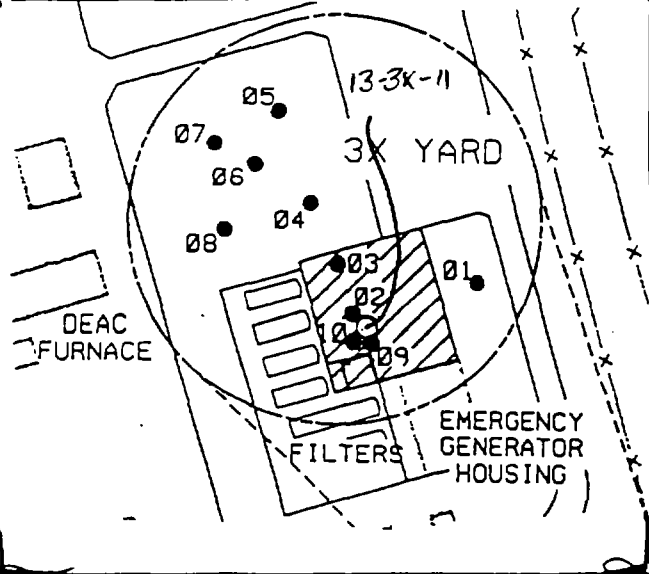 13-3X-11
05
07
3X YARD
06
04
08
03
01
02
10
09
DEAC
FURNACE
EMERGENCY
GENERATOR
HOUSING
FILTERS